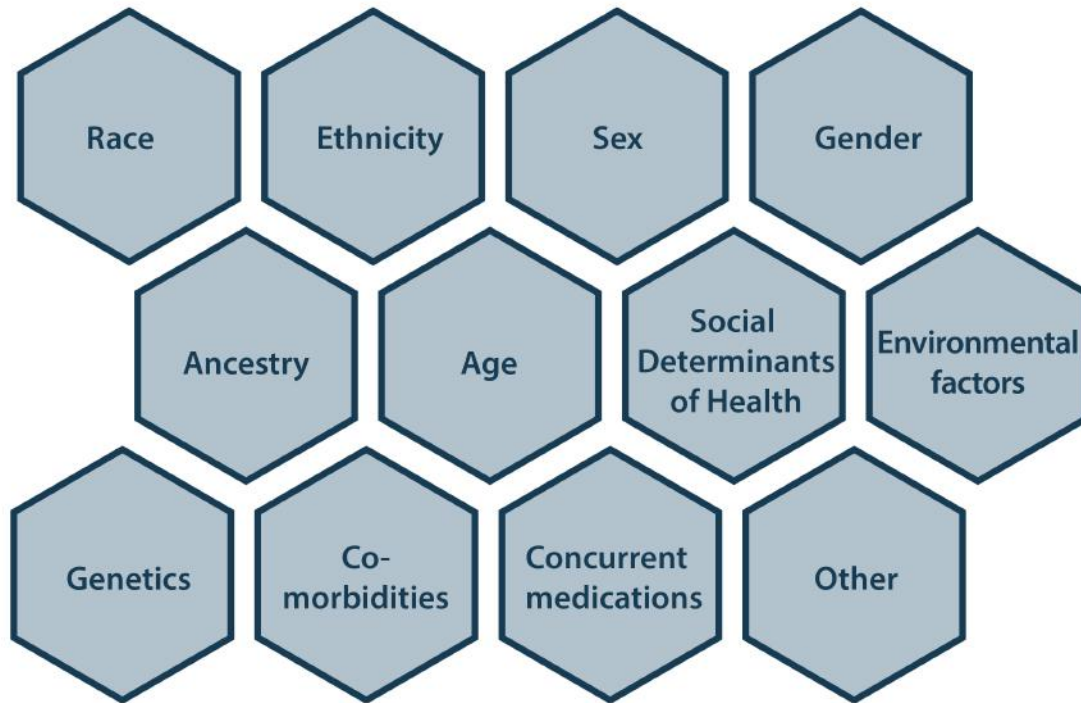 Race
Ethnicity
Sex
Gender
Ancestry
Age
Social
Determinants
of Health
Environmental
factors
Genetics
Co-
morbidities
Concurrent
medications
Other